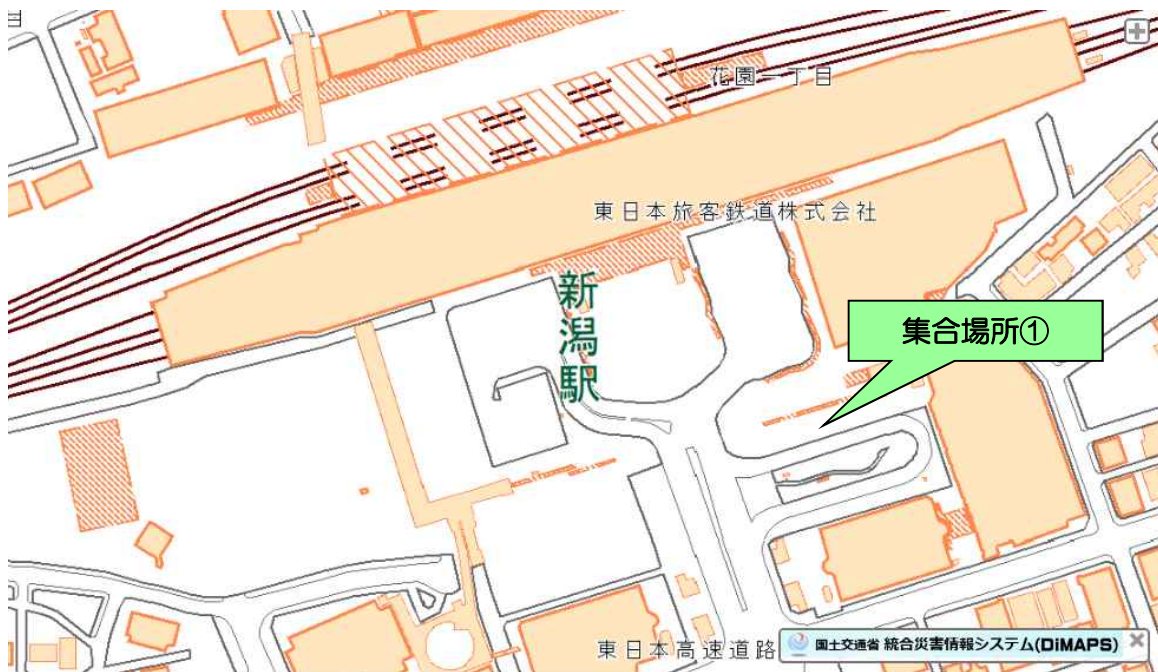 目
花園一丁目
東日本旅客鉄道株式会社
新潟駅
集合場所①
東日本高速道路
国土交通省 統合災害情報システム(DiMAPS)